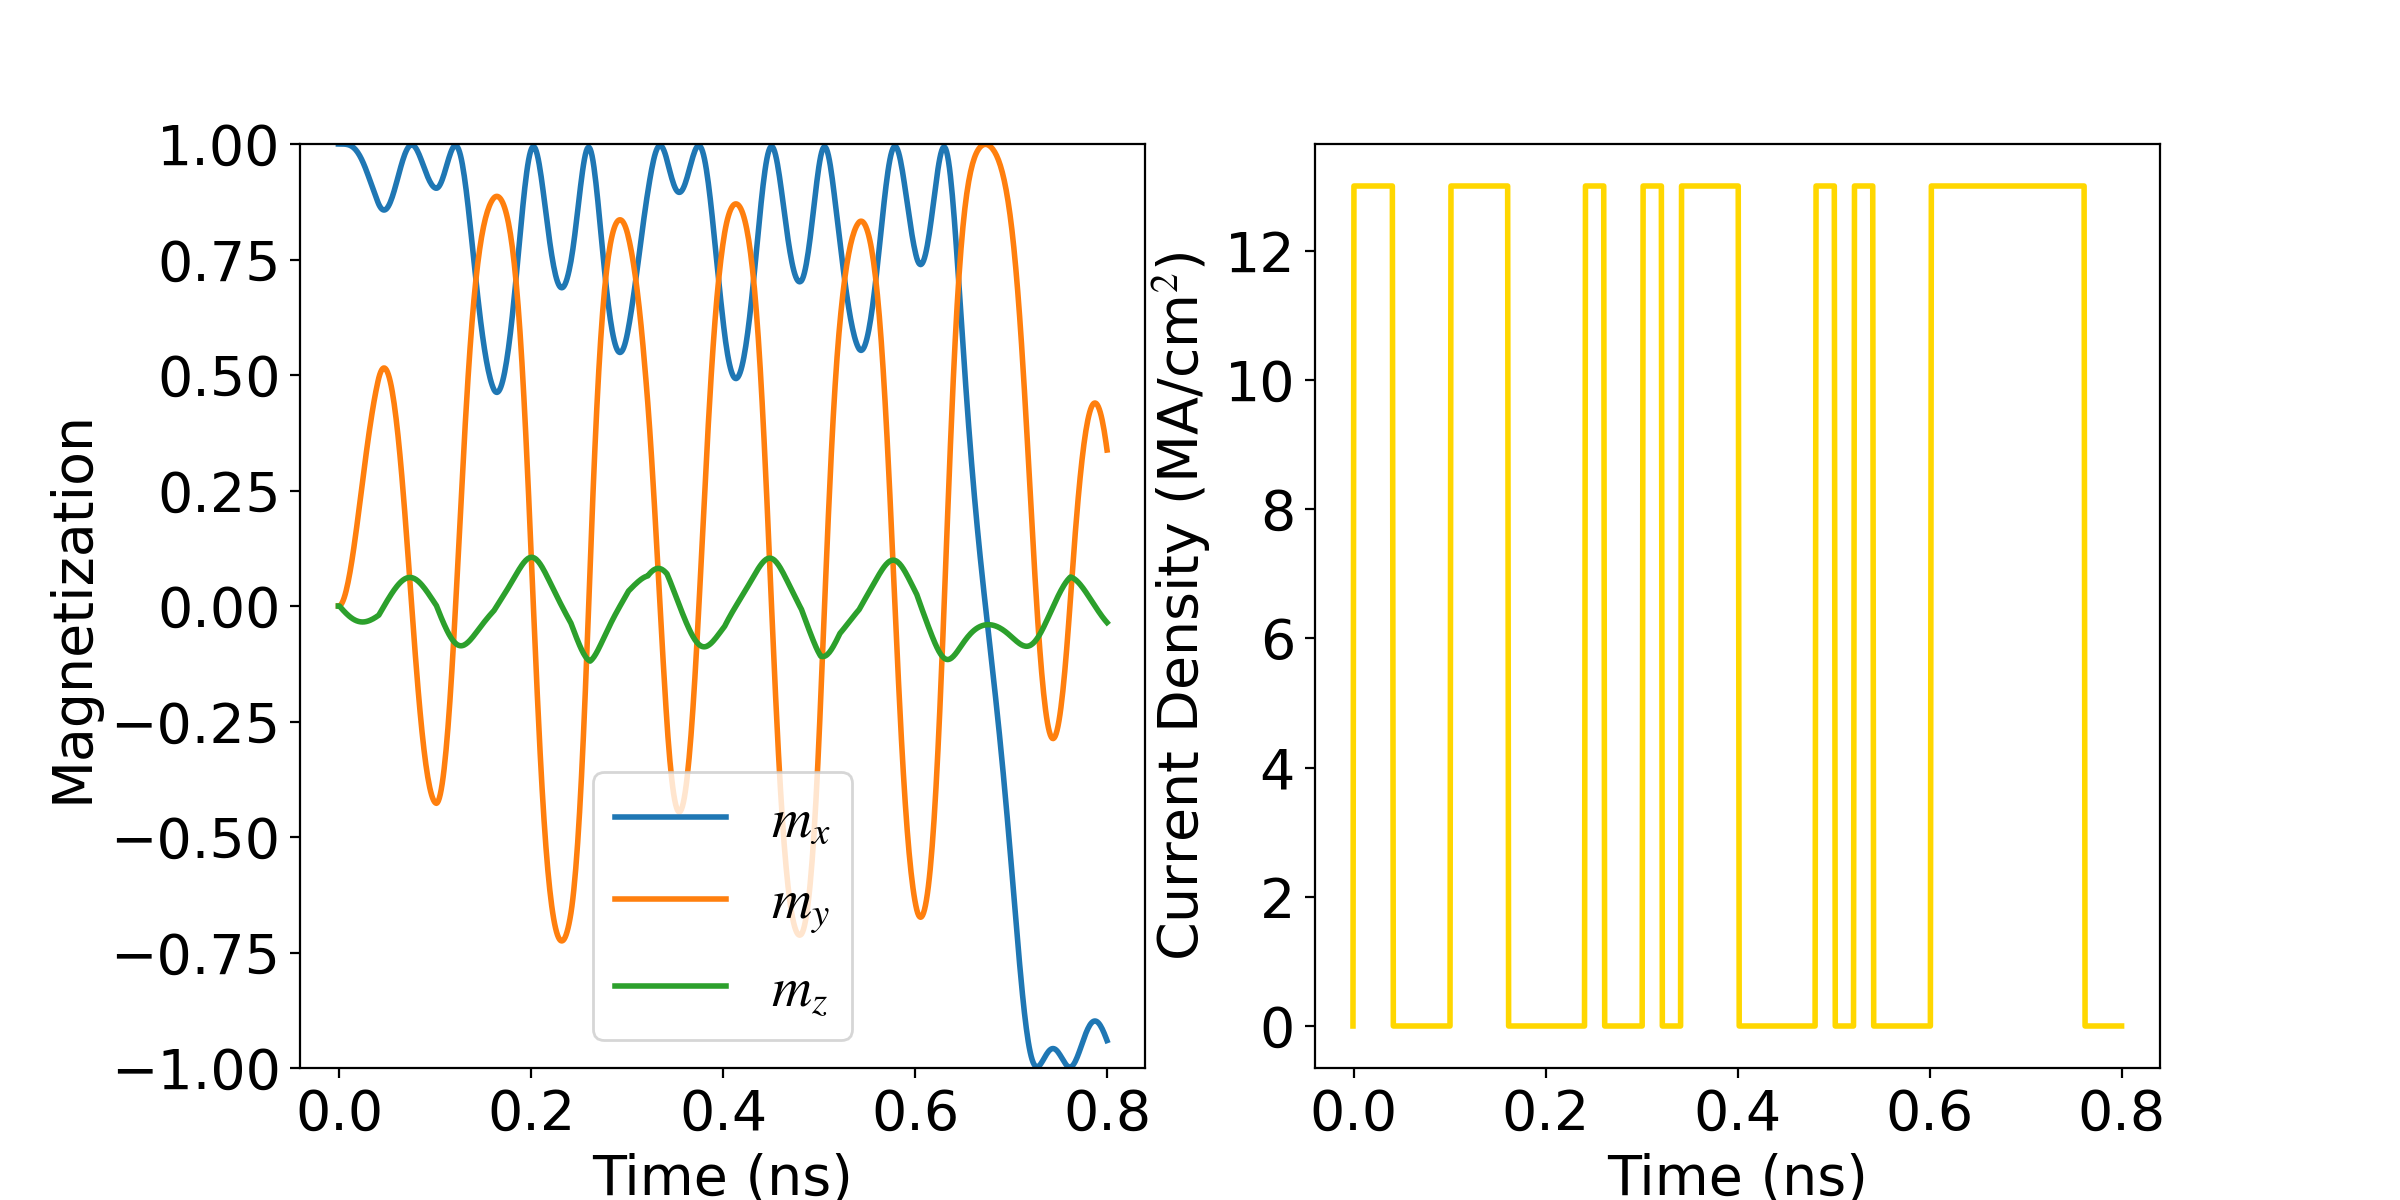 Magnetization
1.00
0.75
0.50
0.25
0.00
−0.25
−0.50
−0.75
−1.00
0.0 0.2 0.4 0.6 0.8
Time (ns)
m_x
m_y
m_z
Current Density (MA/cm²)
12
10
8
6
4
2
0
0.0 0.2 0.4 0.6 0.8
Time (ns)